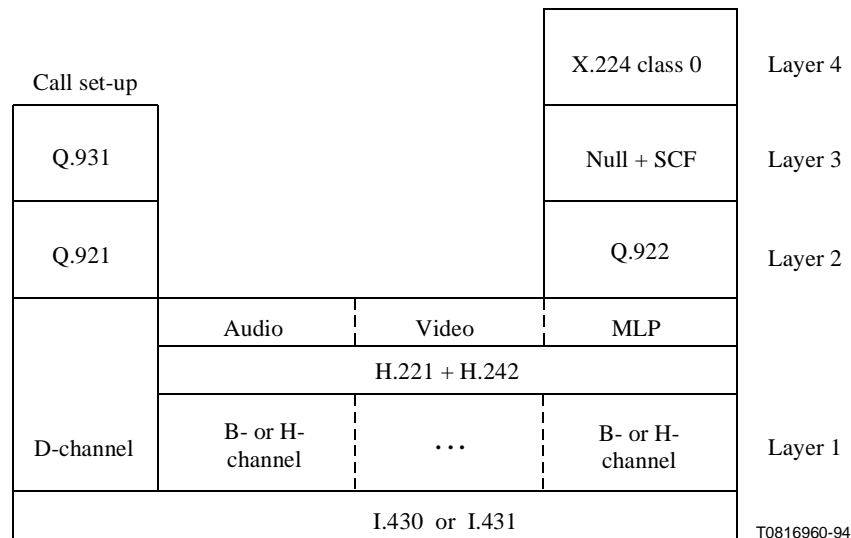 X.224 class 0
Layer 4
Call set-up
Q.931
Null + SCF
Layer 3
Q.921
Q.922
Layer 2
Audio
Video
MLP
H.221 + H.242
D-channel
B- or H-
channel
...
B- or H-
channel
Layer 1
I.430 or I.431
T0816960-94